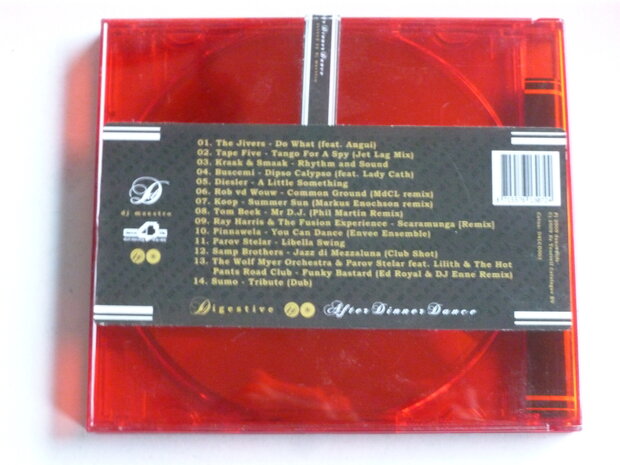 After Dinner Dance
01. The Jivers - Do What (feat. Angui)
02. Tape Five - Tango For A Spy (Jet Lag Mix)
03. Kraak & Smaak - Rhythm and Sound
04. Buscemi - Dipso Calypso (feat. Lady Cath)
05. Diesler - A Little Something
06. Rob vd Wouw - Common Ground (MdCL remix)
07. Koop - Summer Sun (Markus Enochson remix)
08. Tom Beek - Mr D.J. (Phil Martin Remix)
09. Ray Harris & The Fusion Experience - Scaramunga [Remix]
10. Pinnawela - You Can Dance (Envee Ensemble)
11. Parov Stelar - Libella Swing
12. Samp Brothers - Jazz di Mezzaluna (Club Shot)
13. The Wolf Myer Orchestra & Parov Stelar feat. Lilith & The Hot
Pants Road Club - Funky Bastard (Ed Royal & DJ Enne Remix)
14. Sumo - Tribute (Dub)
D
dj maestro
Digestivo
After Dinner Dance